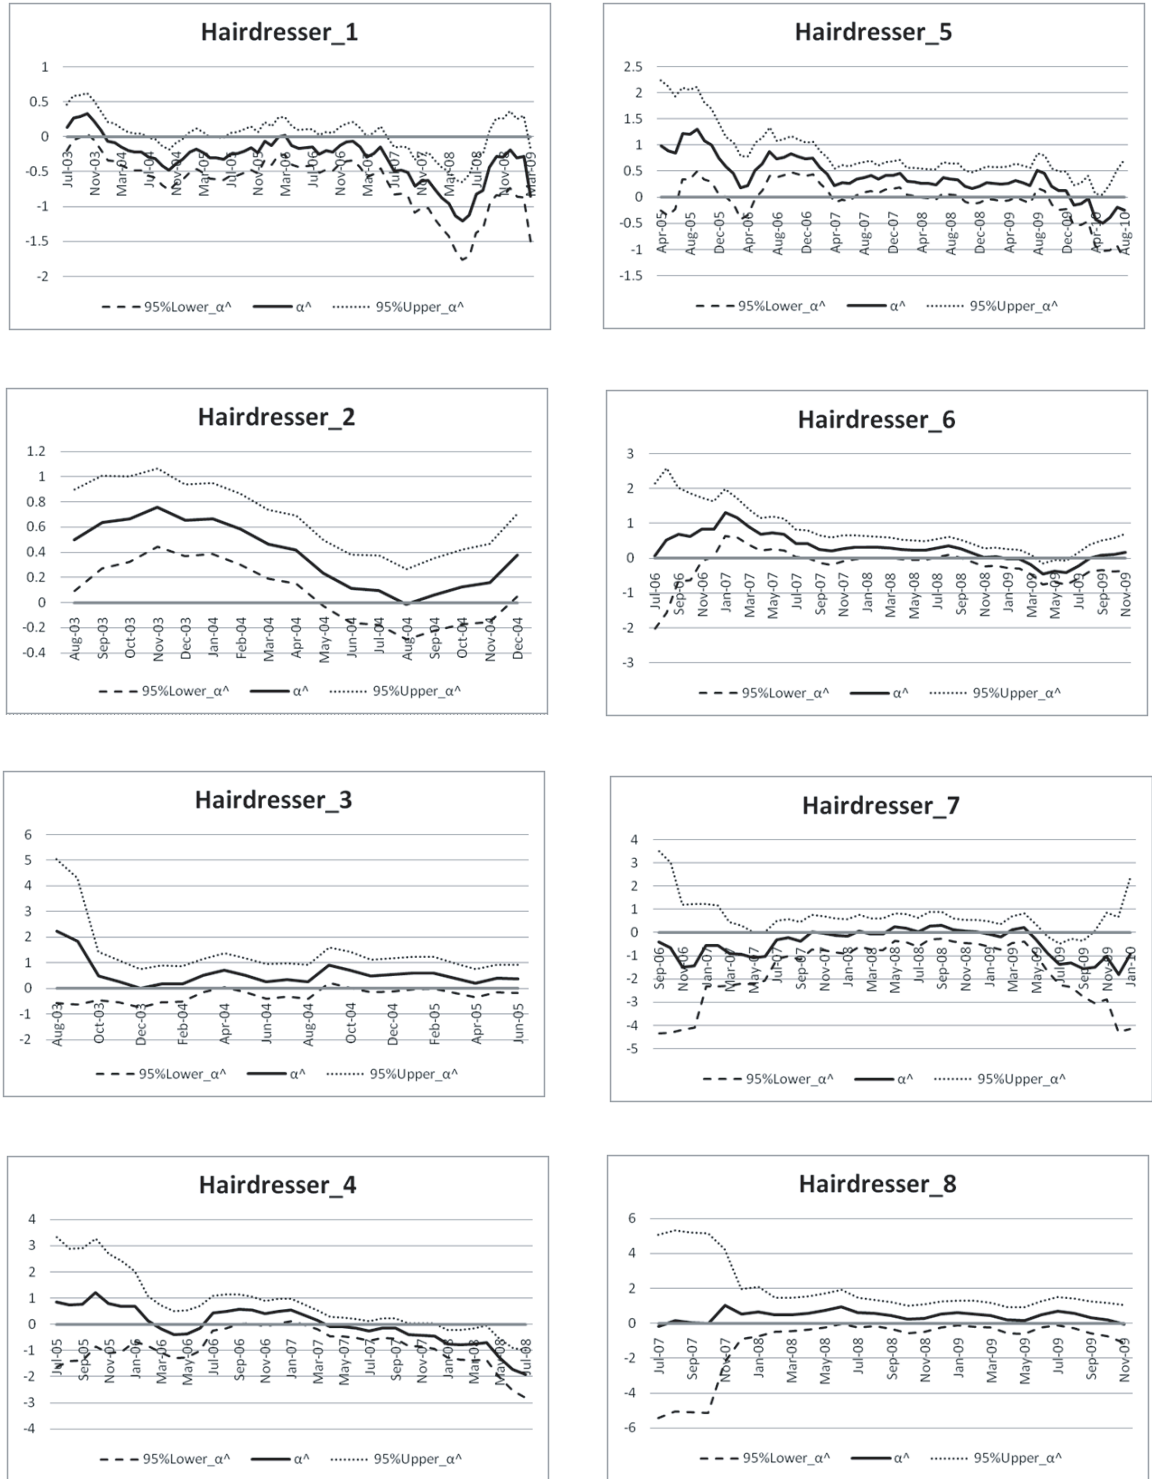 Hairdresser_1
1
0.5
0
-0.5
-1
-1.5
-2
Jul-03 Nov-03 Mar-04 Jul-04 Nov-04 Mar-05 Jul-05 Nov-05 Mar-06 Jul-06 Nov-06 Mar-07 Jul-07 Nov-07 Mar-08 Jul-08 Nov-08 Mar-09
95%Lower_α^ α^ 95%Upper_α^
Hairdresser_5
2.5
2
1.5
1
0.5
0
-0.5
-1
-1.5
Apr-05 Aug-05 Dec-05 Apr-06 Aug-06 Dec-06 Apr-07 Aug-07 Dec-07 Apr-08 Aug-08 Dec-08 Apr-09 Aug-09 Dec-09 Apr-10 Aug-10
95%Lower_α^ α^ 95%Upper_α^
Hairdresser_2
1.2
1
0.8
0.6
0.4
0.2
0
-0.2
-0.4
Aug-03 Sep-03 Oct-03 Nov-03 Dec-03 Jan-04 Feb-04 Mar-04 Apr-04 May-04 Jun-04 Jul-04 Aug-04 Sep-04 Oct-04 Nov-04 Dec-04
95%Lower_α^ α^ 95%Upper_α^
Hairdresser_6
3
2
1
0
-1
-2
-3
Jul-06 Sep-06 Nov-06 Jan-07 Mar-07 May-07 Jul-07 Sep-07 Nov-07 Jan-08 Mar-08 May-08 Jul-08 Sep-08 Nov-08 Jan-09 Mar-09 May-09 Jul-09 Sep-09 Nov-09
95%Lower_α^ α^ 95%Upper_α^
Hairdresser_3
6
5
4
3
2
1
0
-1
-2
Aug-03 Oct-03 Dec-03 Feb-04 Apr-04 Jun-04 Aug-04 Oct-04 Dec-04 Feb-05 Apr-05 Jun-05
95%Lower_α^ α^ 95%Upper_α^
Hairdresser_7
4
3
2
1
0
-1
-2
-3
-4
-5
Sep-06 Nov-06 Jan-07 Mar-07 May-07 Jul-07 Sep-07 Nov-07 Jan-08 Mar-08 May-08 Jul-08 Sep-08 Nov-08 Jan-09 Mar-09 May-09 Jul-09 Sep-09 Nov-09 Jan-10
95%Lower_α^ α^ 95%Upper_α^
Hairdresser_4
4
3
2
1
0
-1
-2
-3
-4
Jul-05 Sep-05 Nov-05 Jan-06 Mar-06 May-06 Jul-06 Sep-06 Nov-06 Jan-07 Mar-07 May-07 Jul-07 Sep-07 Nov-07 Jan-08 Mar-08 May-08 Jul-08
95%Lower_α^ α^ 95%Upper_α^
Hairdresser_8
6
4
2
0
-2
-4
-6
Jul-07 Sep-07 Nov-07 Jan-08 Mar-08 May-08 Jul-08 Sep-08 Nov-08 Jan-09 Mar-09 May-09 Jul-09 Sep-09 Nov-09
95%Lower_α^ α^ 95%Upper_α^